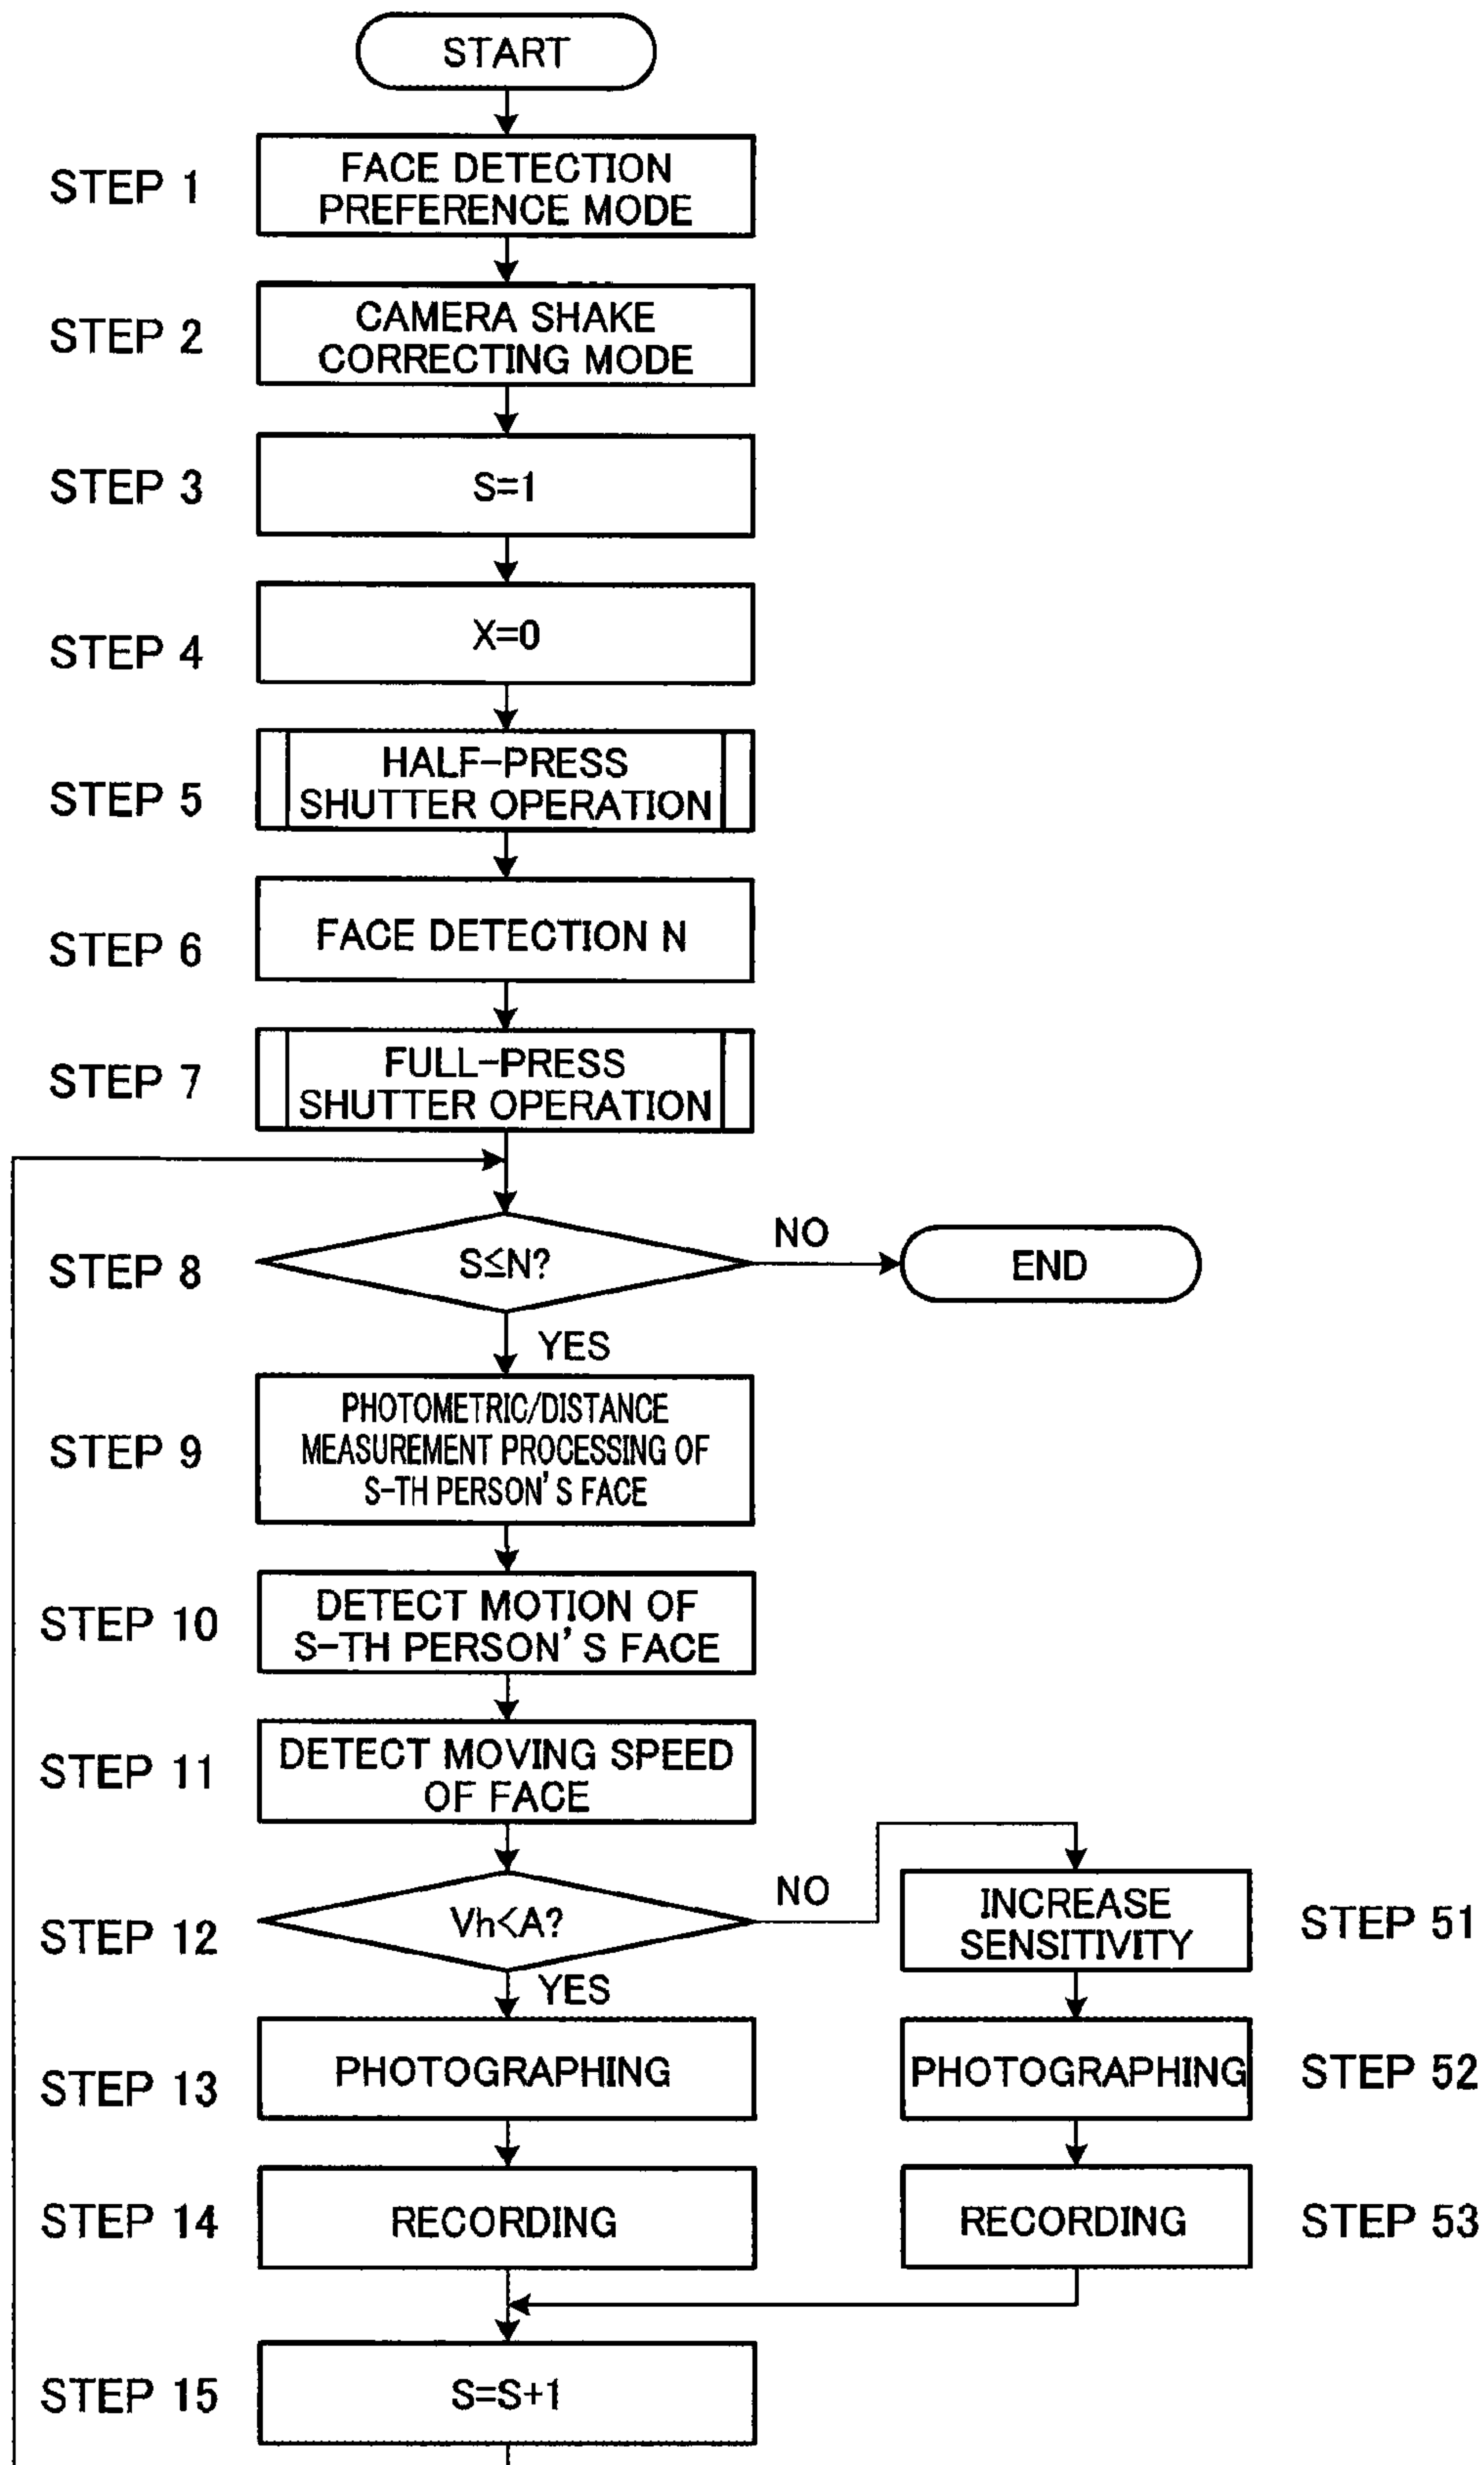 START
STEP 1
FACE DETECTION
PREFERENCE MODE
STEP 2
CAMERA SHAKE
CORRECTING MODE
STEP 3
S=1
STEP 4
X=0
STEP 5
HALF-PRESS
SHUTTER OPERATION
STEP 6
FACE DETECTION N
STEP 7
FULL-PRESS
SHUTTER OPERATION
STEP 8
S≤N?
NO
END
YES
STEP 9
PHOTOMETRIC/DISTANCE
MEASUREMENT PROCESSING OF
S-TH PERSON'S FACE
STEP 10
DETECT MOTION OF
S-TH PERSON'S FACE
STEP 11
DETECT MOVING SPEED
OF FACE
STEP 12
Vh<A?
NO
INCREASE
SENSITIVITY
STEP 51
YES
STEP 13
PHOTOGRAPHING
PHOTOGRAPHING
STEP 52
STEP 14
RECORDING
RECORDING
STEP 53
STEP 15
S=S+1